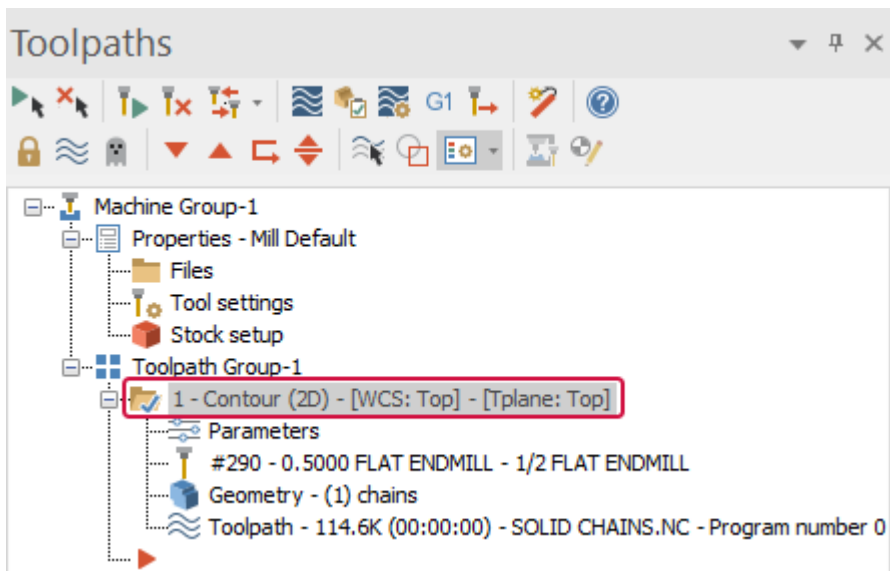 Toolpaths
G1
Machine Group-1
Properties - Mill Default
Files
Tool settings
Stock setup
Toolpath Group-1
1 - Contour (2D) - [WCS: Top] - [Tplane: Top]
Parameters
#290 - 0.5000 FLAT ENDMILL - 1/2 FLAT ENDMILL
Geometry - (1) chains
Toolpath - 114.6K (00:00:00) - SOLID CHAINS.NC - Program number 0